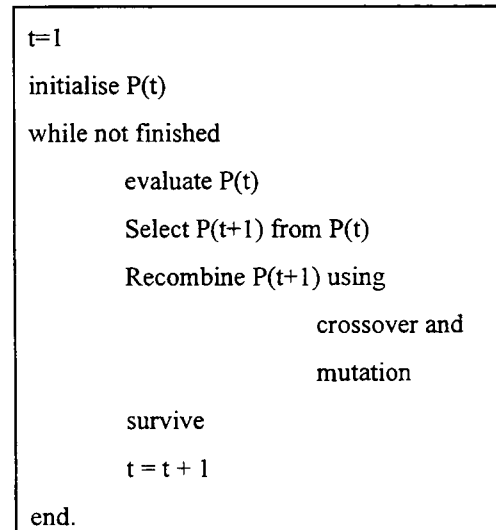 t=1
initialise P(t)
while not finished
evaluate P(t)
Select P(t+1) from P(t)
Recombine P(t+1) using
crossover and
mutation
survive
t = t + 1
end.